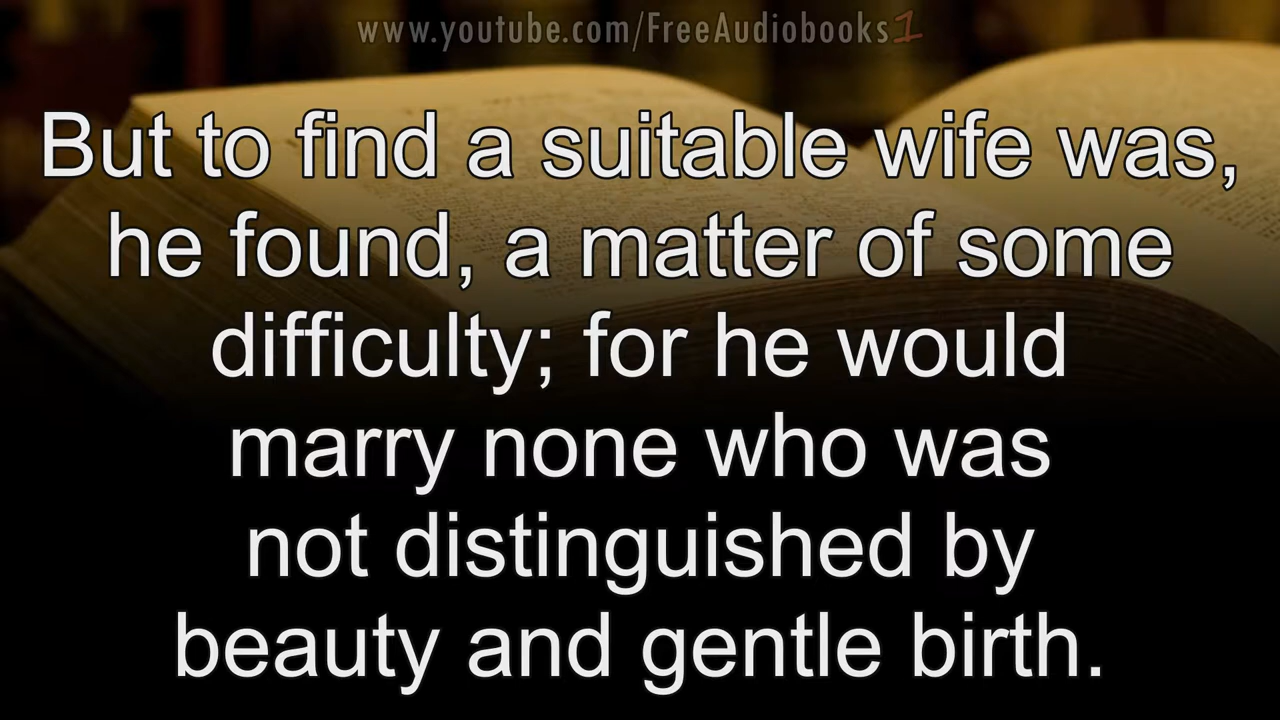 www.youtube.com/FreeAudiobooks1
But to find a suitable wife was,
he found, a matter of some
difficulty; for he would
marry none who was
not distinguished by
beauty and gentle birth.